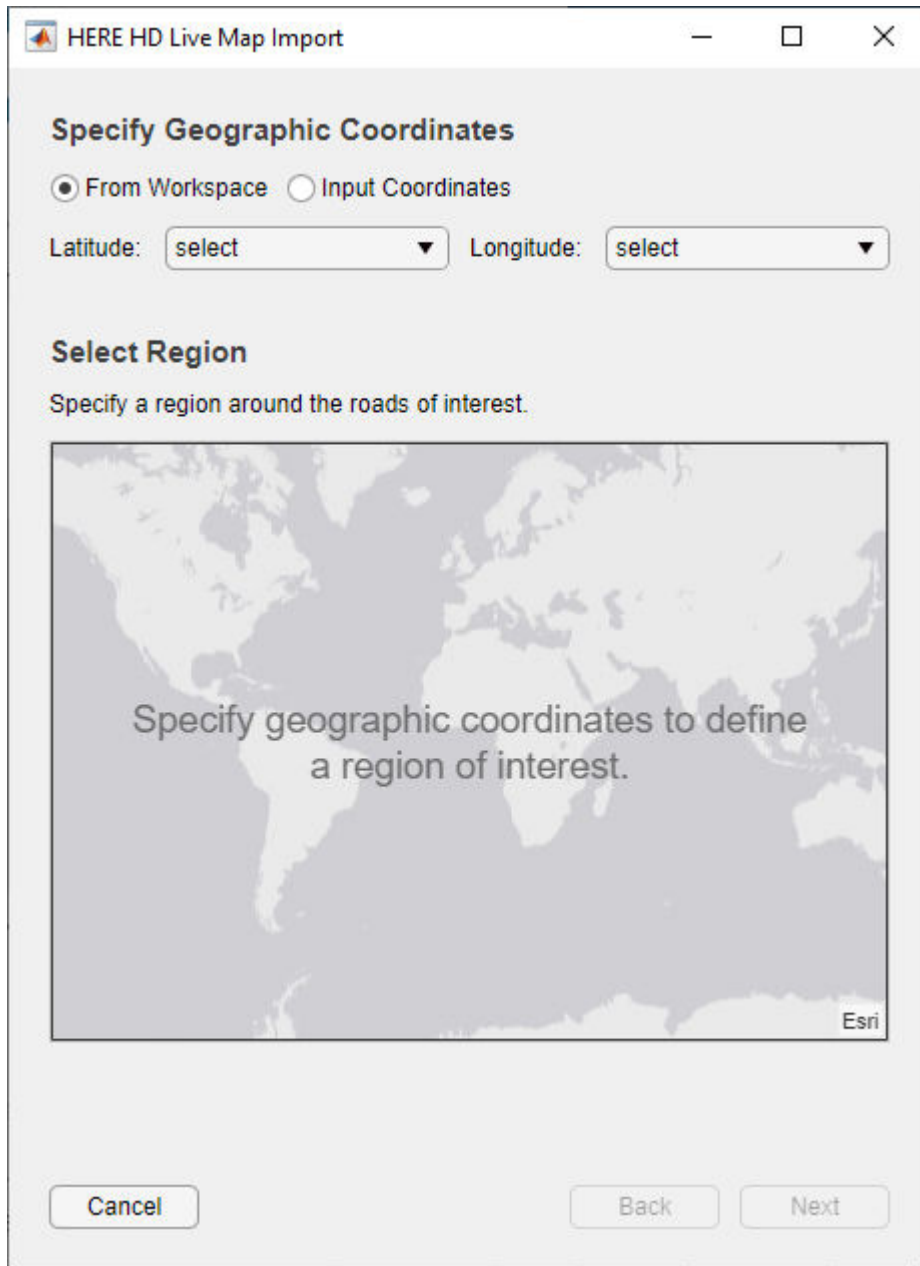 HERE HD Live Map Import
Specify Geographic Coordinates
From Workspace Input Coordinates
Latitude: select Longitude: select
Select Region
Specify a region around the roads of interest.
Specify geographic coordinates to define
a region of interest.
Esri
Cancel Back Next